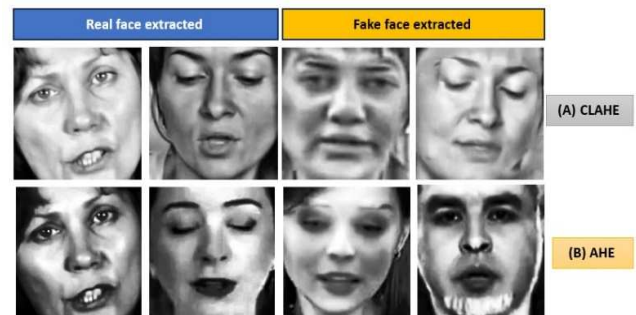 Real face extracted
Fake face extracted
(A) CLAHE
(B) AHE